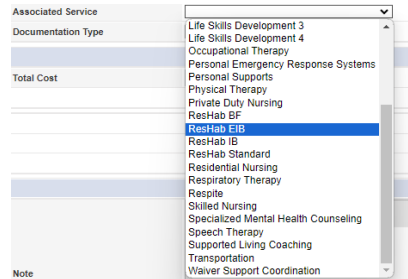 Associated Service
Documentation Type
Total Cost
Note
Life Skills Development 3
Life Skills Development 4
Occupational Therapy
Personal Emergency Response Systems
Personal Supports
Physical Therapy
Private Duty Nursing
ResHab BF
ResHab EIB
ResHab IB
ResHab Standard
Residential Nursing
Respiratory Therapy
Respite
Skilled Nursing
Specialized Mental Health Counseling
Speech Therapy
Supported Living Coaching
Transportation
Waiver Support Coordination